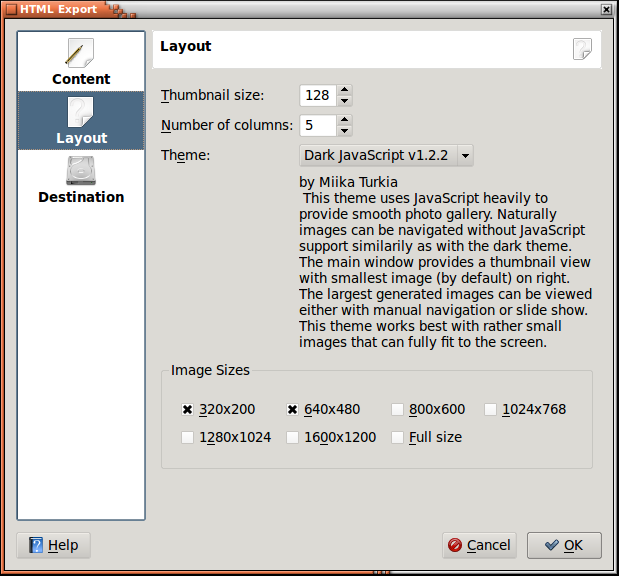 HTML Export
Content
Layout
Destination
Layout
Thumbnail size: 128
Number of columns: 5
Theme: Dark JavaScript v1.2.2
by Miika Turkia
This theme uses JavaScript heavily to
provide smooth photo gallery. Naturally
images can be navigated without JavaScript
support similarily as with the dark theme.
The main window provides a thumbnail view
with smallest image (by default) on right.
The largest generated images can be viewed
either with manual navigation or slide show.
This theme works best with rather small
images that can fully fit to the screen.
Image Sizes
320x200 640x480 800x600 1024x768
1280x1024 1600x1200 Full size
Help Cancel OK